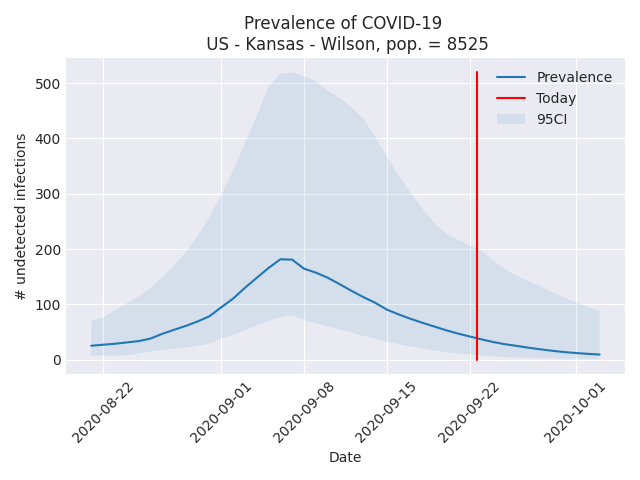 Prevalence of COVID-19
US - Kansas - Wilson, pop. = 8525
Prevalence
Today
95CI
# undetected infections
500
400
300
200
100
0
2020-08-22
2020-09-01
2020-09-08
2020-09-15
2020-09-22
2020-10-01
Date